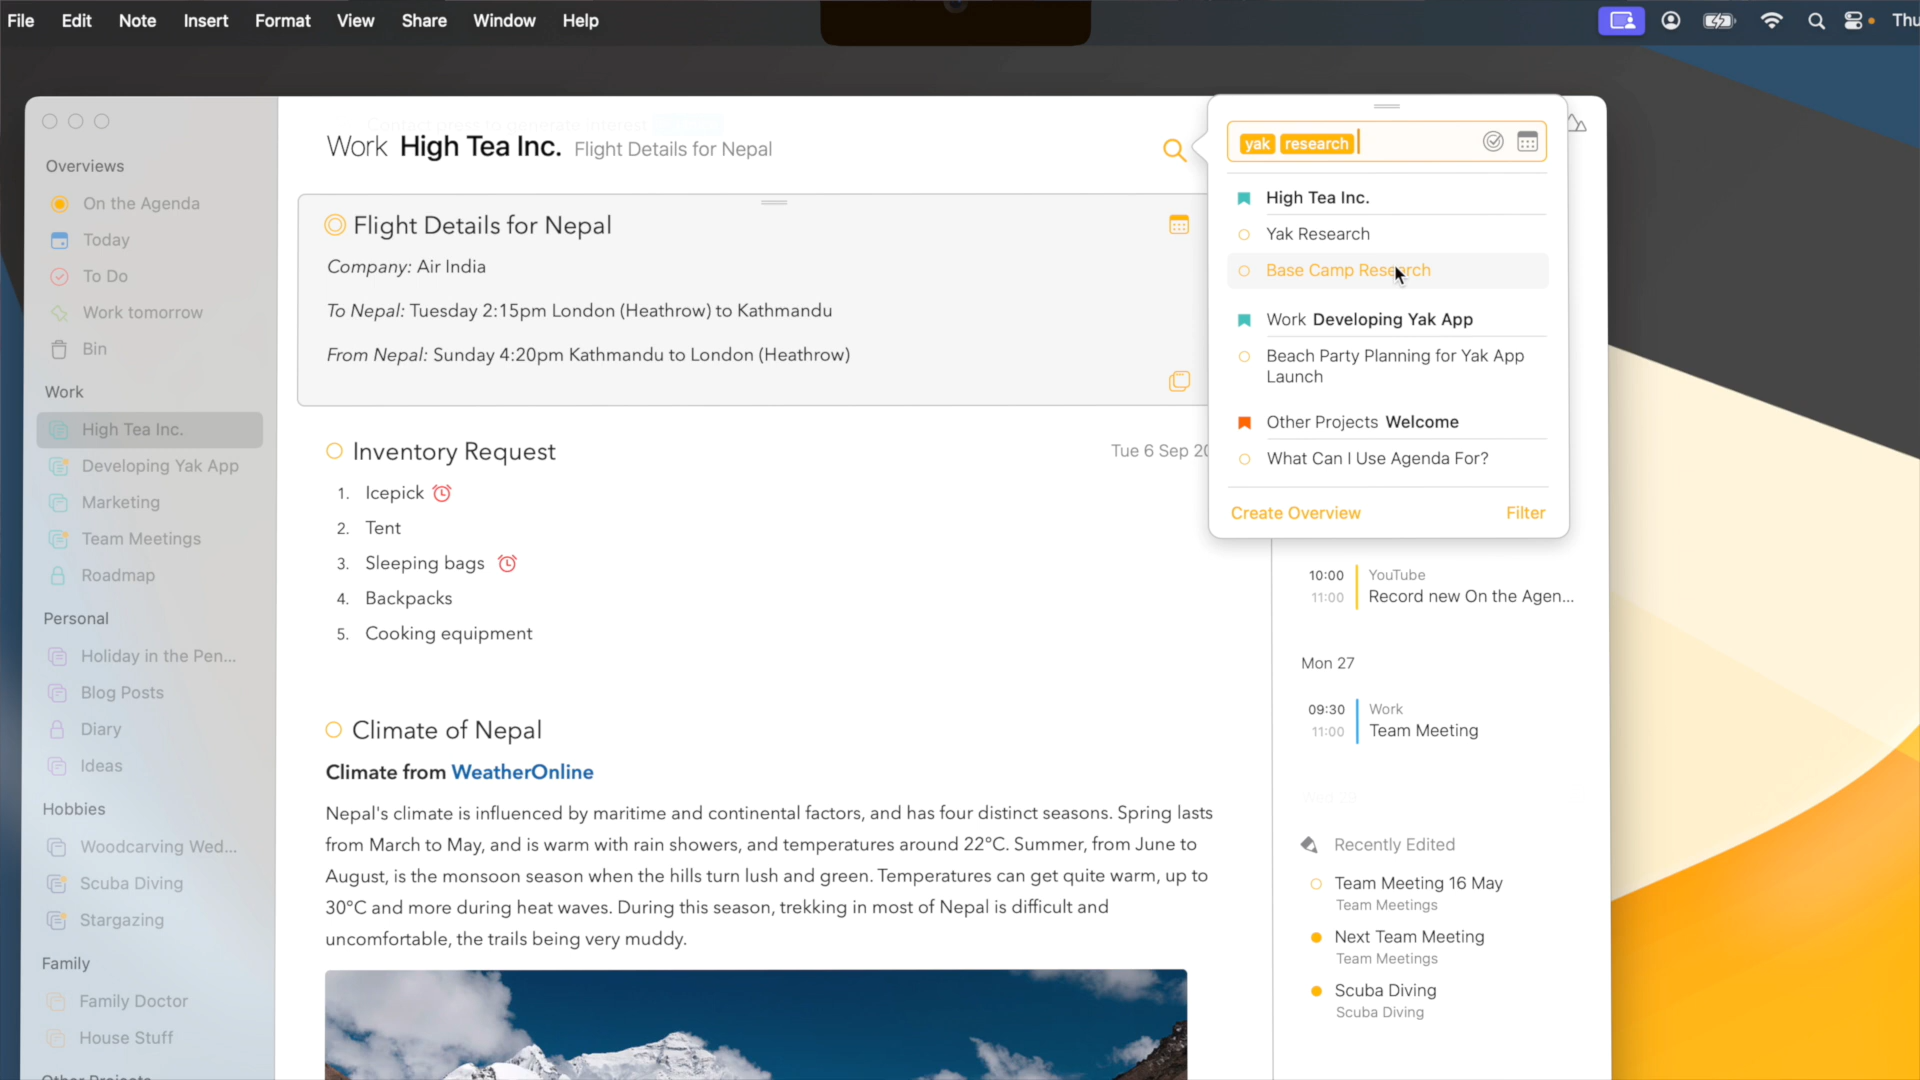 File Edit Note Insert Format View Share Window Help
Thu
Overviews
On the Agenda
Today
To Do
Work tomorrow
Bin
Work
High Tea Inc.
Developing Yak App
Marketing
Team Meetings
Roadmap
Personal
Holiday in the Pen...
Blog Posts
Diary
Ideas
Hobbies
Woodcarving Wed...
Scuba Diving
Stargazing
Family
Family Doctor
House Stuff
Other Projects
Contact press to generate interest
Work High Tea Inc. Flight Details for Nepal
Flight Details for Nepal
Company: Air India
To Nepal: Tuesday 2:15pm London (Heathrow) to Kathmandu
From Nepal: Sunday 4:20pm Kathmandu to London (Heathrow)
Inventory Request
Tue 6 Sep 20
1. Icepick
2. Tent
3. Sleeping bags
4. Backpacks
5. Cooking equipment
Climate of Nepal
Climate from WeatherOnline
Nepal's climate is influenced by maritime and continental factors, and has four distinct seasons. Spring lasts
from March to May, and is warm with rain showers, and temperatures around 22°C. Summer, from June to
August, is the monsoon season when the hills turn lush and green. Temperatures can get quite warm, up to
30°C and more during heat waves. During this season, trekking in most of Nepal is difficult and
uncomfortable, the trails being very muddy.
yak research
High Tea Inc.
Yak Research
Base Camp Research
Work Developing Yak App
Beach Party Planning for Yak App
Launch
Other Projects Welcome
What Can I Use Agenda For?
Create Overview Filter
10:00 YouTube
11:00 Record new On the Agen...
Mon 27
09:30 Work
11:00 Team Meeting
Recently Edited
Team Meeting 16 May
Team Meetings
Next Team Meeting
Team Meetings
Scuba Diving
Scuba Diving